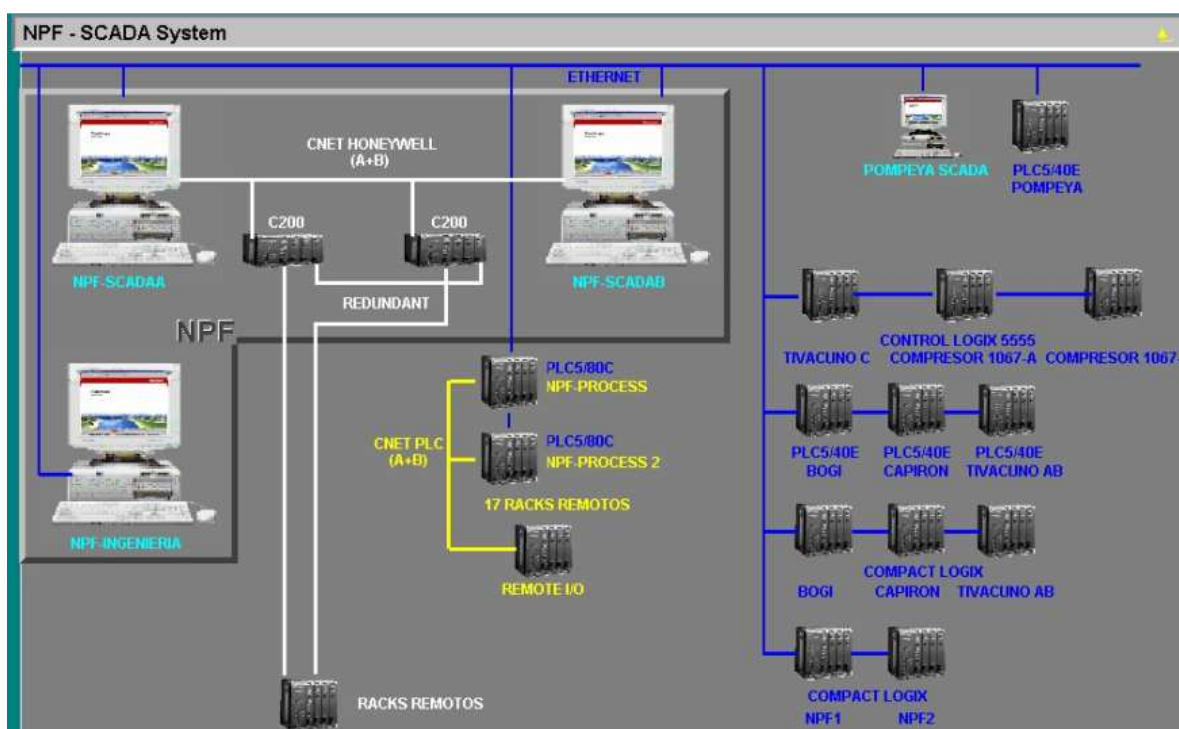 NPF - SCADA System
ETHERNET
CNET HONEYWELL
(A+B)
C200
C200
NPF-SCADAA
NPF-SCADAB
REDUNDANT
NPF
POMPEYA SCADA
PLC5/40E
POMPEYA
CONTROL LOGIX 5555
TIVACUNO C
COMPRESOR 1067-A
COMPRESOR 1067-
PLC5/80C
NPF-PROCESS
CNET PLC
(A+B)
PLC5/80C
NPF-PROCESS 2
17 RACKS REMOTOS
REMOTE I/O
NPF-INGENIERIA
PLC5/40E
BOGI
PLC5/40E
CAPIRON
PLC5/40E
TIVACUNO AB
COMPACT LOGIX
BOGI
CAPIRON
TIVACUNO AB
RACKS REMOTOS
COMPACT LOGIX
NPF1
NPF2